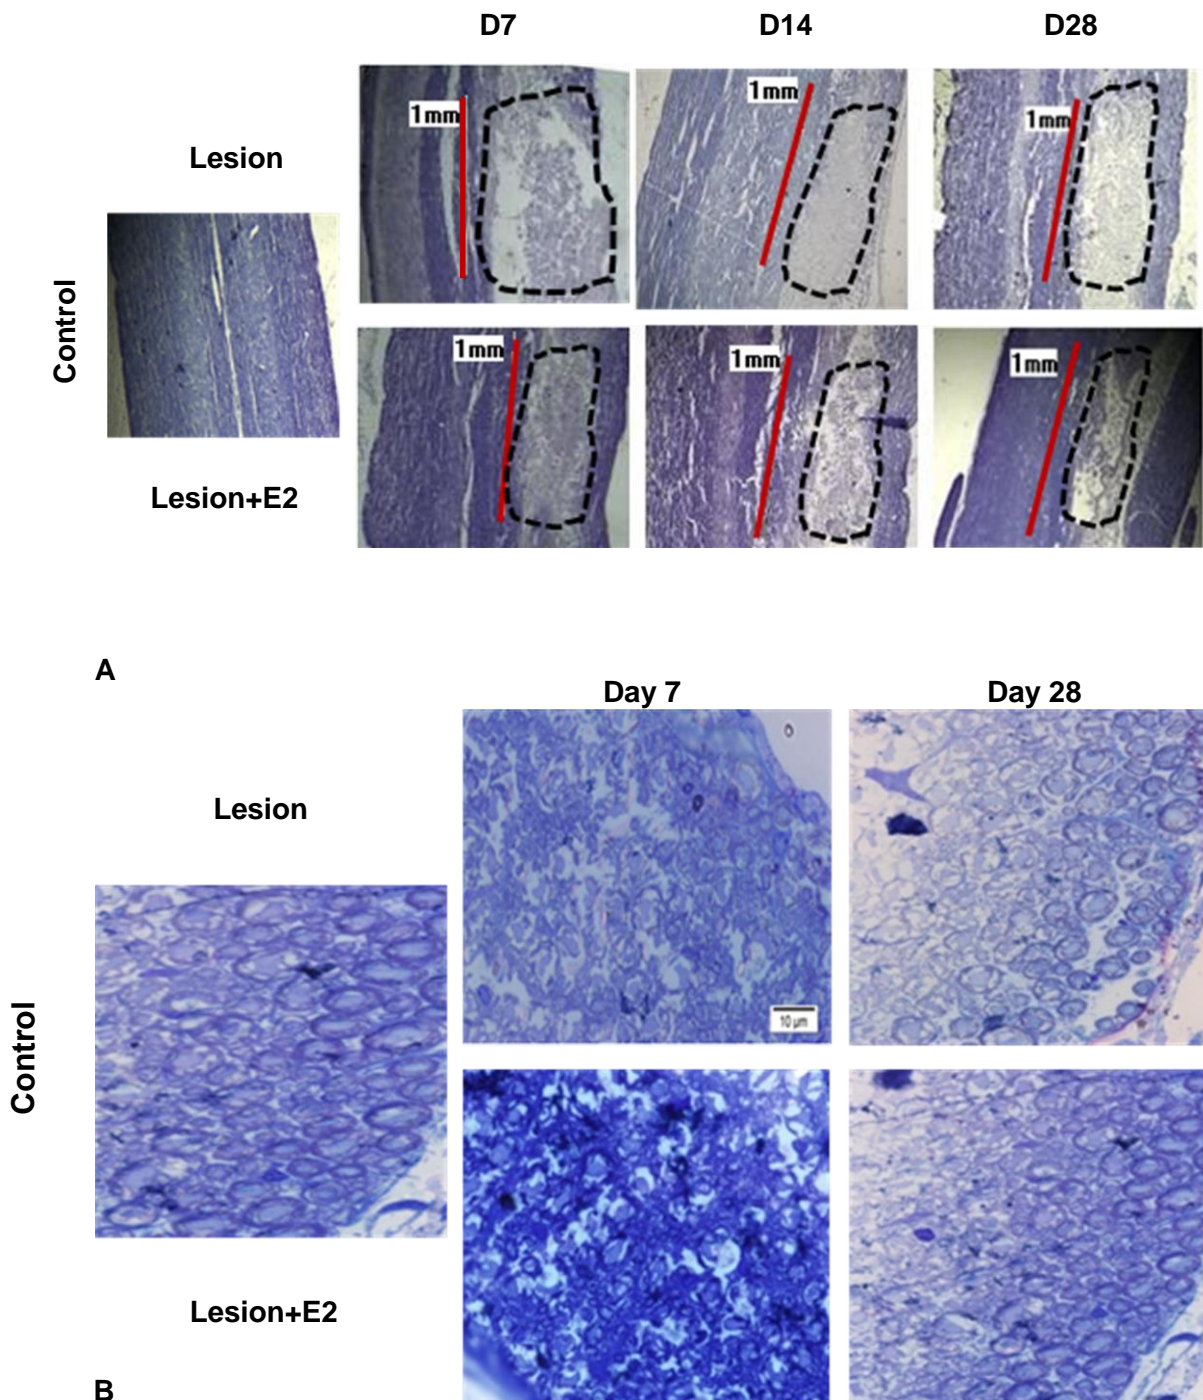 D7 D14 D28
Lesion
1mm 1mm 1mm
Control
1mm 1mm 1mm
Lesion+E2
A
Day 7 Day 28
Lesion
10 µm
Control
Lesion+E2
B